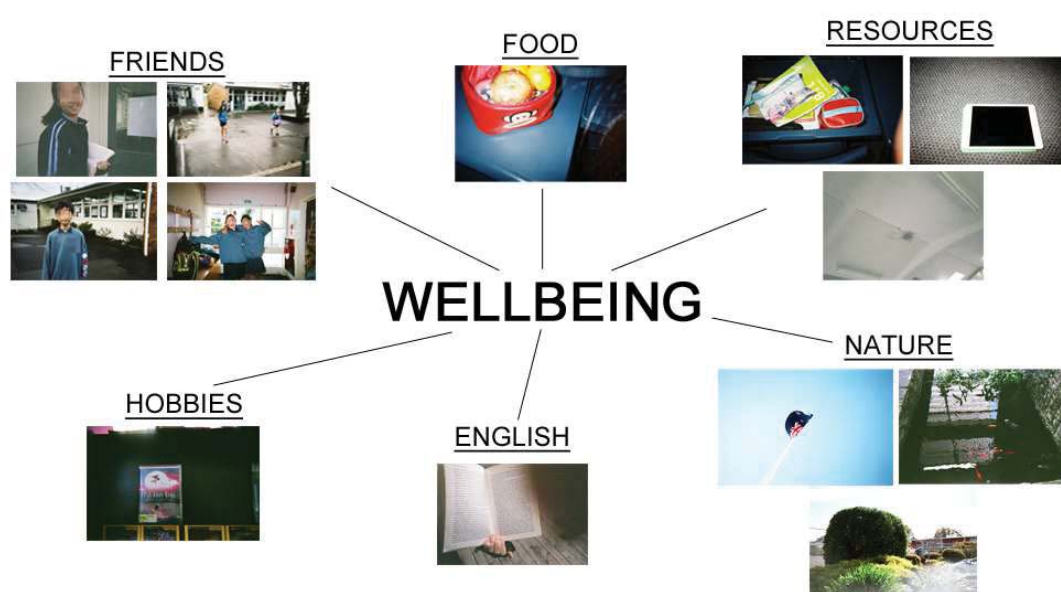 FRIENDS
FOOD
RESOURCES
WELLBEING
HOBBIES
ENGLISH
NATURE